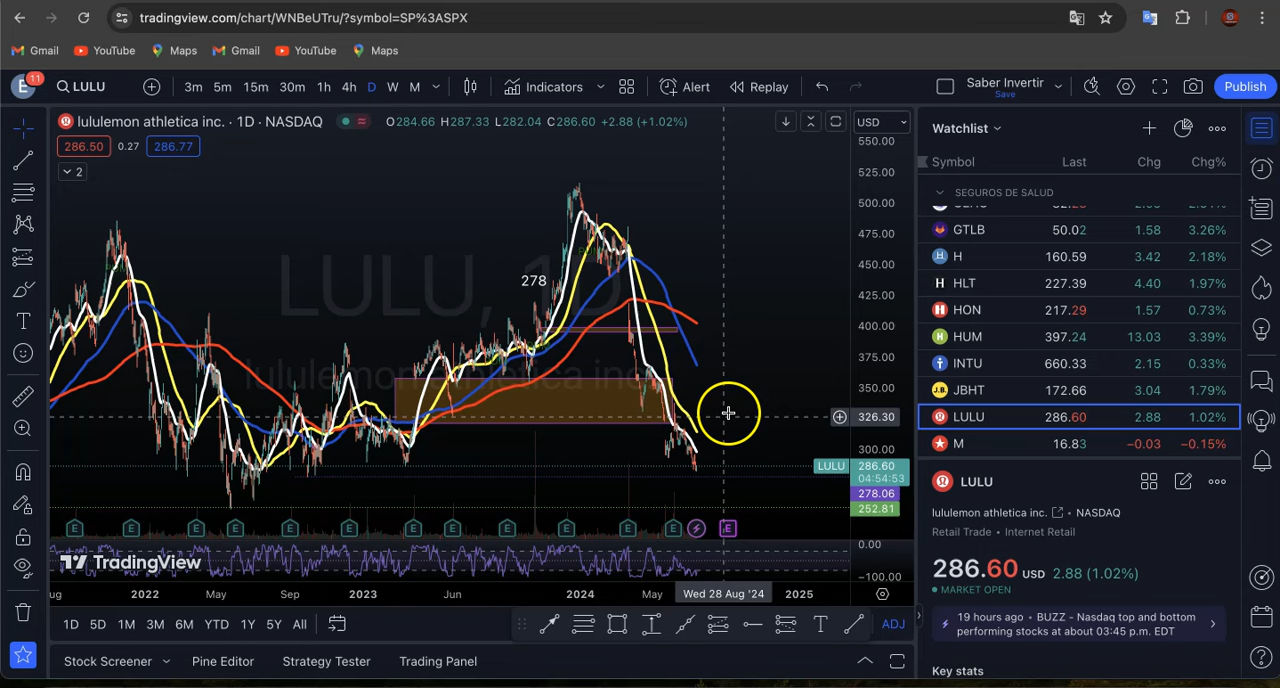 tradingview.com/chart/WNBeUTru/?symbol=SP%3ASPX
Gmail YouTube Maps Gmail YouTube Maps
E 11 LULU 3m 5m 15m 30m 1h 4h D W M Indicators Alert Replay Saber Invertir Save Publish
lululemon athletica inc. · 1D · NASDAQ O284.66 H287.33 L282.04 C286.60 +2.88 (+1.02%)
286.50 0.27 286.77
2
LULU, 1D
lululemon athletica inc.
278
USD
550.00
525.00
500.00
475.00
450.00
425.00
400.00
375.00
350.00
326.30
300.00
LULU 286.60
04:54:53
278.06
252.81
0.00
−100.00
E E E E E E E E E E E E E
TradingView
ug 2022 May Sep 2023 Jun 2024 May Wed 28 Aug '24 2025
1D 5D 1M 3M 6M YTD 1Y 5Y All T ADJ
Stock Screener Pine Editor Strategy Tester Trading Panel
Watchlist
Symbol Last Chg Chg%
SEGUROS DE SALUD
GTLB 50.02 1.58 3.26%
H 160.59 3.42 2.18%
HLT 227.39 4.40 1.97%
HON 217.29 1.57 0.73%
HUM 397.24 13.03 3.39%
INTU 660.33 2.15 0.33%
JBHT 172.66 3.04 1.79%
LULU 286.60 2.88 1.02%
M 16.83 −0.03 −0.15%
LULU
lululemon athletica inc. • NASDAQ
Retail Trade • Internet Retail
286.60 USD 2.88 (1.02%)
MARKET OPEN
19 hours ago • BUZZ - Nasdaq top and bottom
performing stocks at about 03:45 p.m. EDT
Key stats